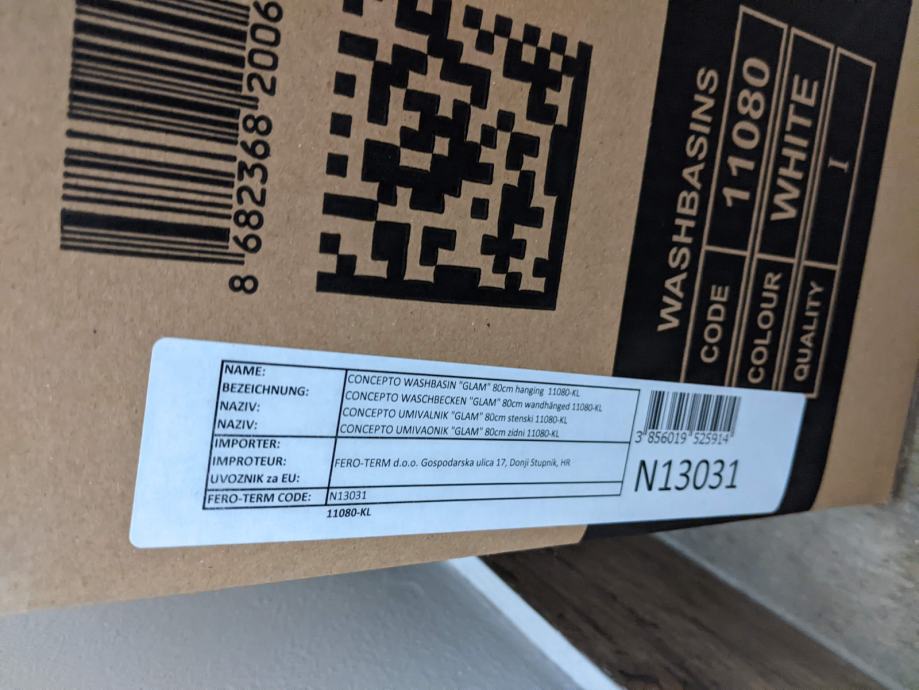 8 682368 2006
WASHBASINS
CODE 11080
COLOUR WHITE
QUALITY I
NAME: CONCEPTO WASHBASIN "GLAM" 80cm hanging 11080-KL
BEZEICHNUNG: CONCEPTO WASCHBECKEN "GLAM" 80cm wandhänged 11080-KL
NAZIV: CONCEPTO UMIVALNIK "GLAM" 80cm stenski 11080-KL
NAZIV: CONCEPTO UMIVAONIK "GLAM" 80cm zidni 11080-KL
IMPORTER:
IMPROTEUR: FERO-TERM d.o.o. Gospodarska ulica 17, Donji Stupnik, HR
UVOZNIK za EU:
FERO-TERM CODE: N13031
11080-KL
3 856019 525914
N13031